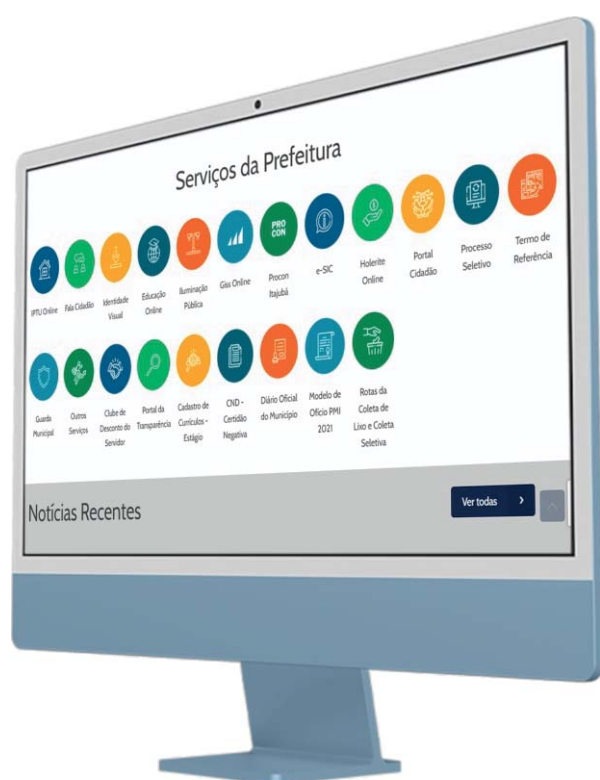 Serviços da Prefeitura
IPTU Online
Fala Cidadão
Identidade
Visual
Educação
Online
Iluminação
Pública
Giss Online
PRO
CON
Procon
Itajubá
e-SIC
Holerite
Online
Portal
Cidadão
Processo
Seletivo
Termo de
Referência
Guarda
Municipal
Outros
Serviços
Clube de
Desconto do
Servidor
Portal da
Transparência
Cadastro de
Currículos -
Estágio
CND -
Certidão
Negativa
Diário Oficial
do Município
Modelo de
Ofício PMI
2021
Rotas da
Coleta de
Lixo e Coleta
Seletiva
Notícias Recentes
Ver todas